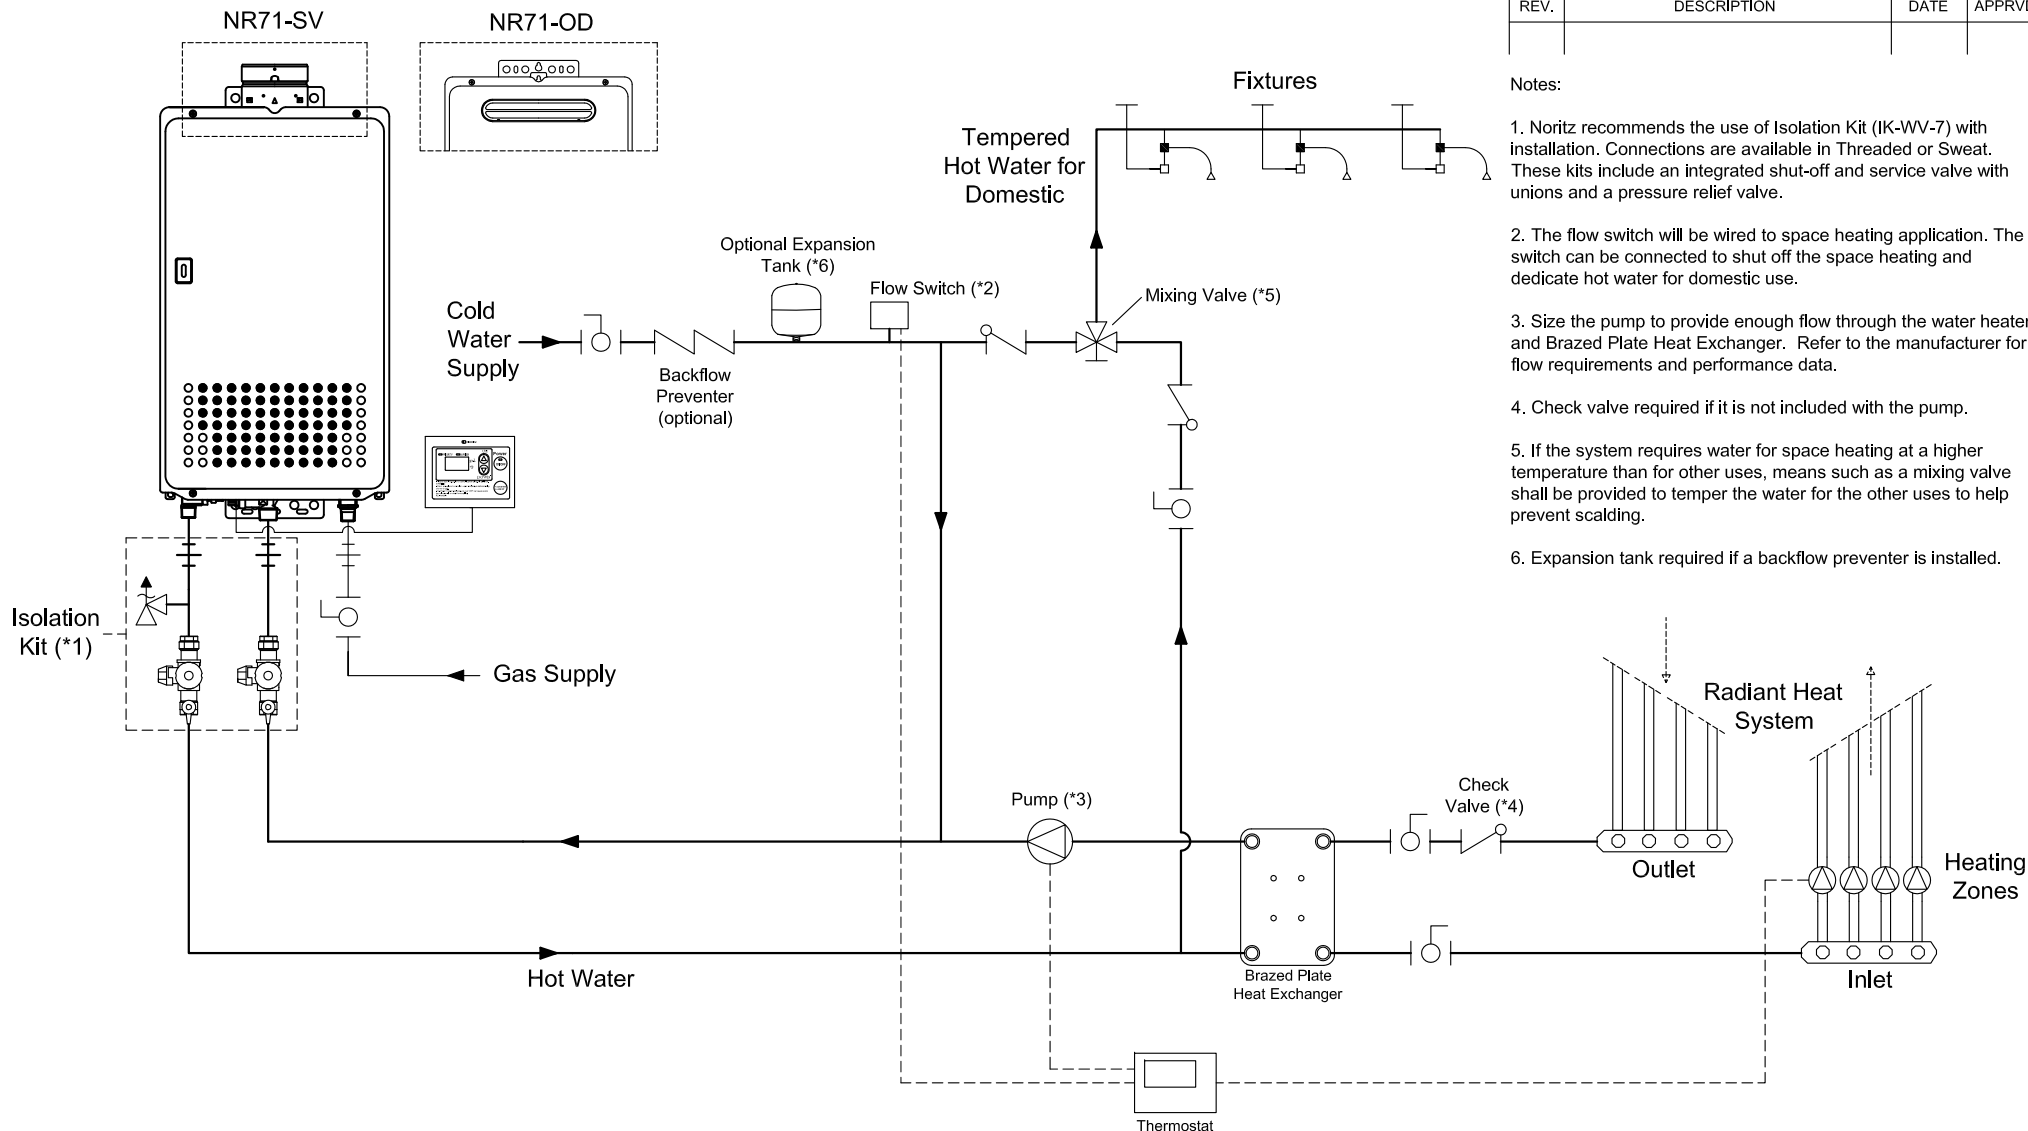 NR71-SV
NR71-OD
REV.
DESCRIPTION
DATE
APPRVD
Fixtures
Tempered
Hot Water for
Domestic
Notes:
1. Noritz recommends the use of Isolation Kit (IK-WV-7) with
installation. Connections are available in Threaded or Sweat.
These kits include an integrated shut-off and service valve with
unions and a pressure relief valve.
2. The flow switch will be wired to space heating application. The
switch can be connected to shut off the space heating and
dedicate hot water for domestic use.
3. Size the pump to provide enough flow through the water heater
and Brazed Plate Heat Exchanger. Refer to the manufacturer for
flow requirements and performance data.
4. Check valve required if it is not included with the pump.
5. If the system requires water for space heating at a higher
temperature than for other uses, means such as a mixing valve
shall be provided to temper the water for the other uses to help
prevent scalding.
6. Expansion tank required if a backflow preventer is installed.
Optional Expansion
Tank (*6)
Flow Switch (*2)
Mixing Valve (*5)
Cold
Water
Supply
Backflow
Preventer
(optional)
Isolation
Kit (*1)
Gas Supply
Radiant Heat
System
Pump (*3)
Check
Valve (*4)
Outlet
Heating
Zones
Hot Water
Brazed Plate
Heat Exchanger
Inlet
Thermostat